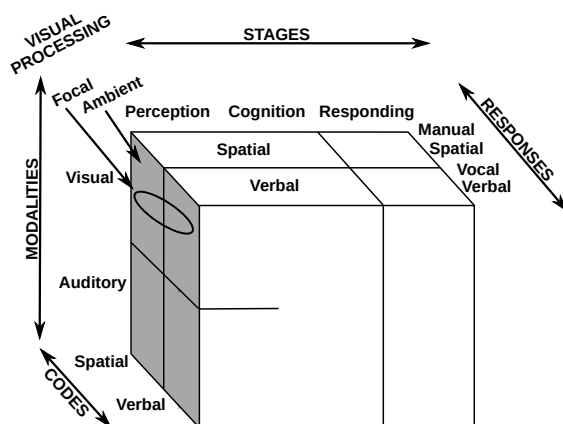 VISUAL
PROCESSING
STAGES
Focal
Ambient
Perception Cognition Responding
RESPONSES
Manual
Spatial
Spatial
Vocal
Verbal
Verbal
Visual
MODALITIES
Auditory
Spatial
Verbal
CODES